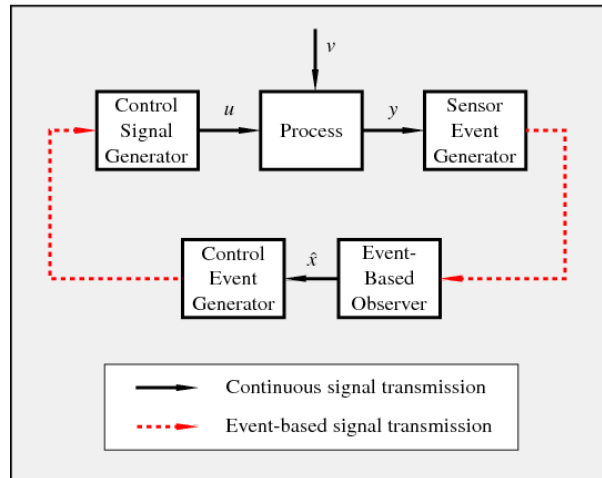 v
Control
Signal
Generator
u
Process
y
Sensor
Event
Generator
Control
Event
Generator
x̂
Event-
Based
Observer
Continuous signal transmission
Event-based signal transmission